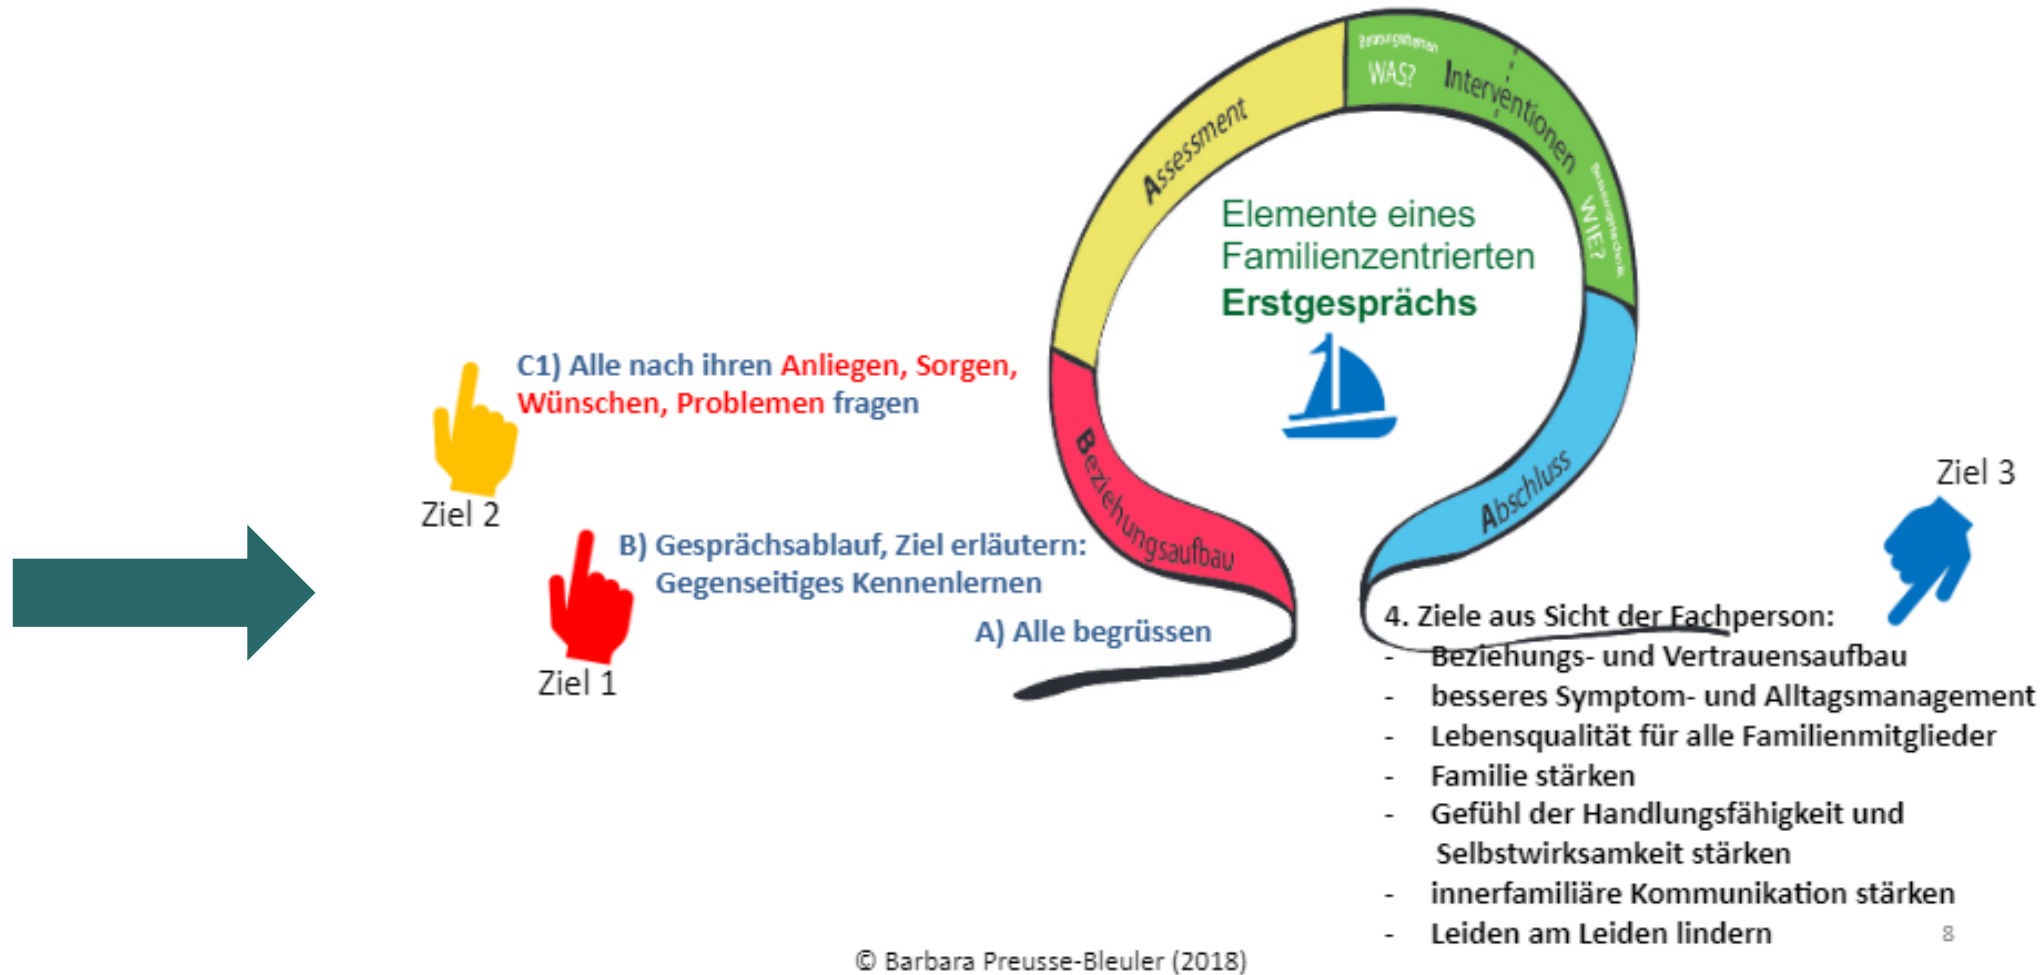 Beratungsthemen
WAS?
Interventionen
WIE?
Assessment
Elemente eines
Familienzentrierten
Erstgesprächs
C1) Alle nach ihren Anliegen, Sorgen,
Wünschen, Problemen fragen
Ziel 2
Beziehungsaufbau
Abschluss
Ziel 3
B) Gesprächsablauf, Ziel erläutern:
Gegenseitiges Kennenlernen
Ziel 1
A) Alle begrüssen
4. Ziele aus Sicht der Fachperson:
- Beziehungs- und Vertrauensaufbau
- besseres Symptom- und Alltagsmanagement
- Lebensqualität für alle Familienmitglieder
- Familie stärken
- Gefühl der Handlungsfähigkeit und
Selbstwirksamkeit stärken
- innerfamiliäre Kommunikation stärken
- Leiden am Leiden lindern
8
© Barbara Preusse-Bleuler (2018)